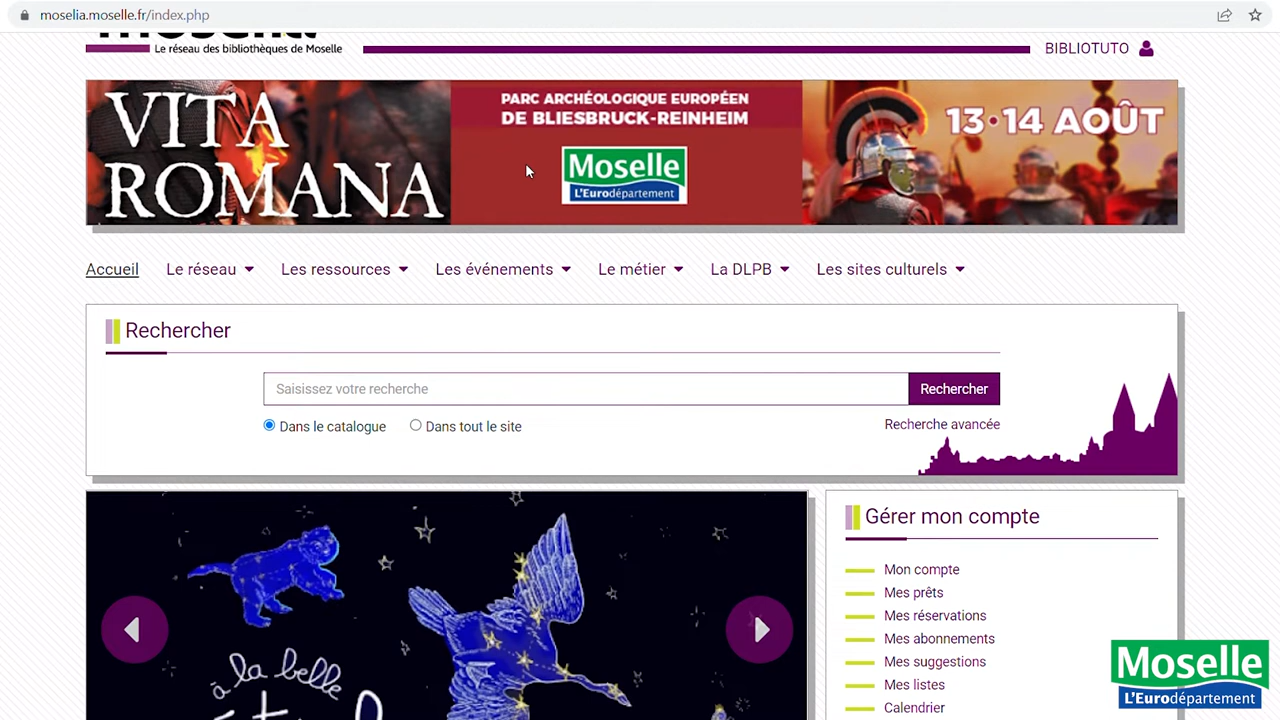 moselia.moselle.fr/index.php
Le réseau des bibliothèques de Moselle
BIBLIOTUTO
VITA
ROMANA
PARC ARCHÉOLOGIQUE EUROPÉEN
DE BLIESBRUCK-REINHEIM
Moselle
L'Eurodépartement
13•14 AOÛT
Accueil Le réseau Les ressources Les événements Le métier La DLPB Les sites culturels
Rechercher
Saisissez votre recherche Rechercher
Dans le catalogue Dans tout le site Recherche avancée
à la belle
Gérer mon compte
Mon compte
Mes prêts
Mes réservations
Mes abonnements
Mes suggestions
Mes listes
Calendrier
Moselle
L'Eurodépartement